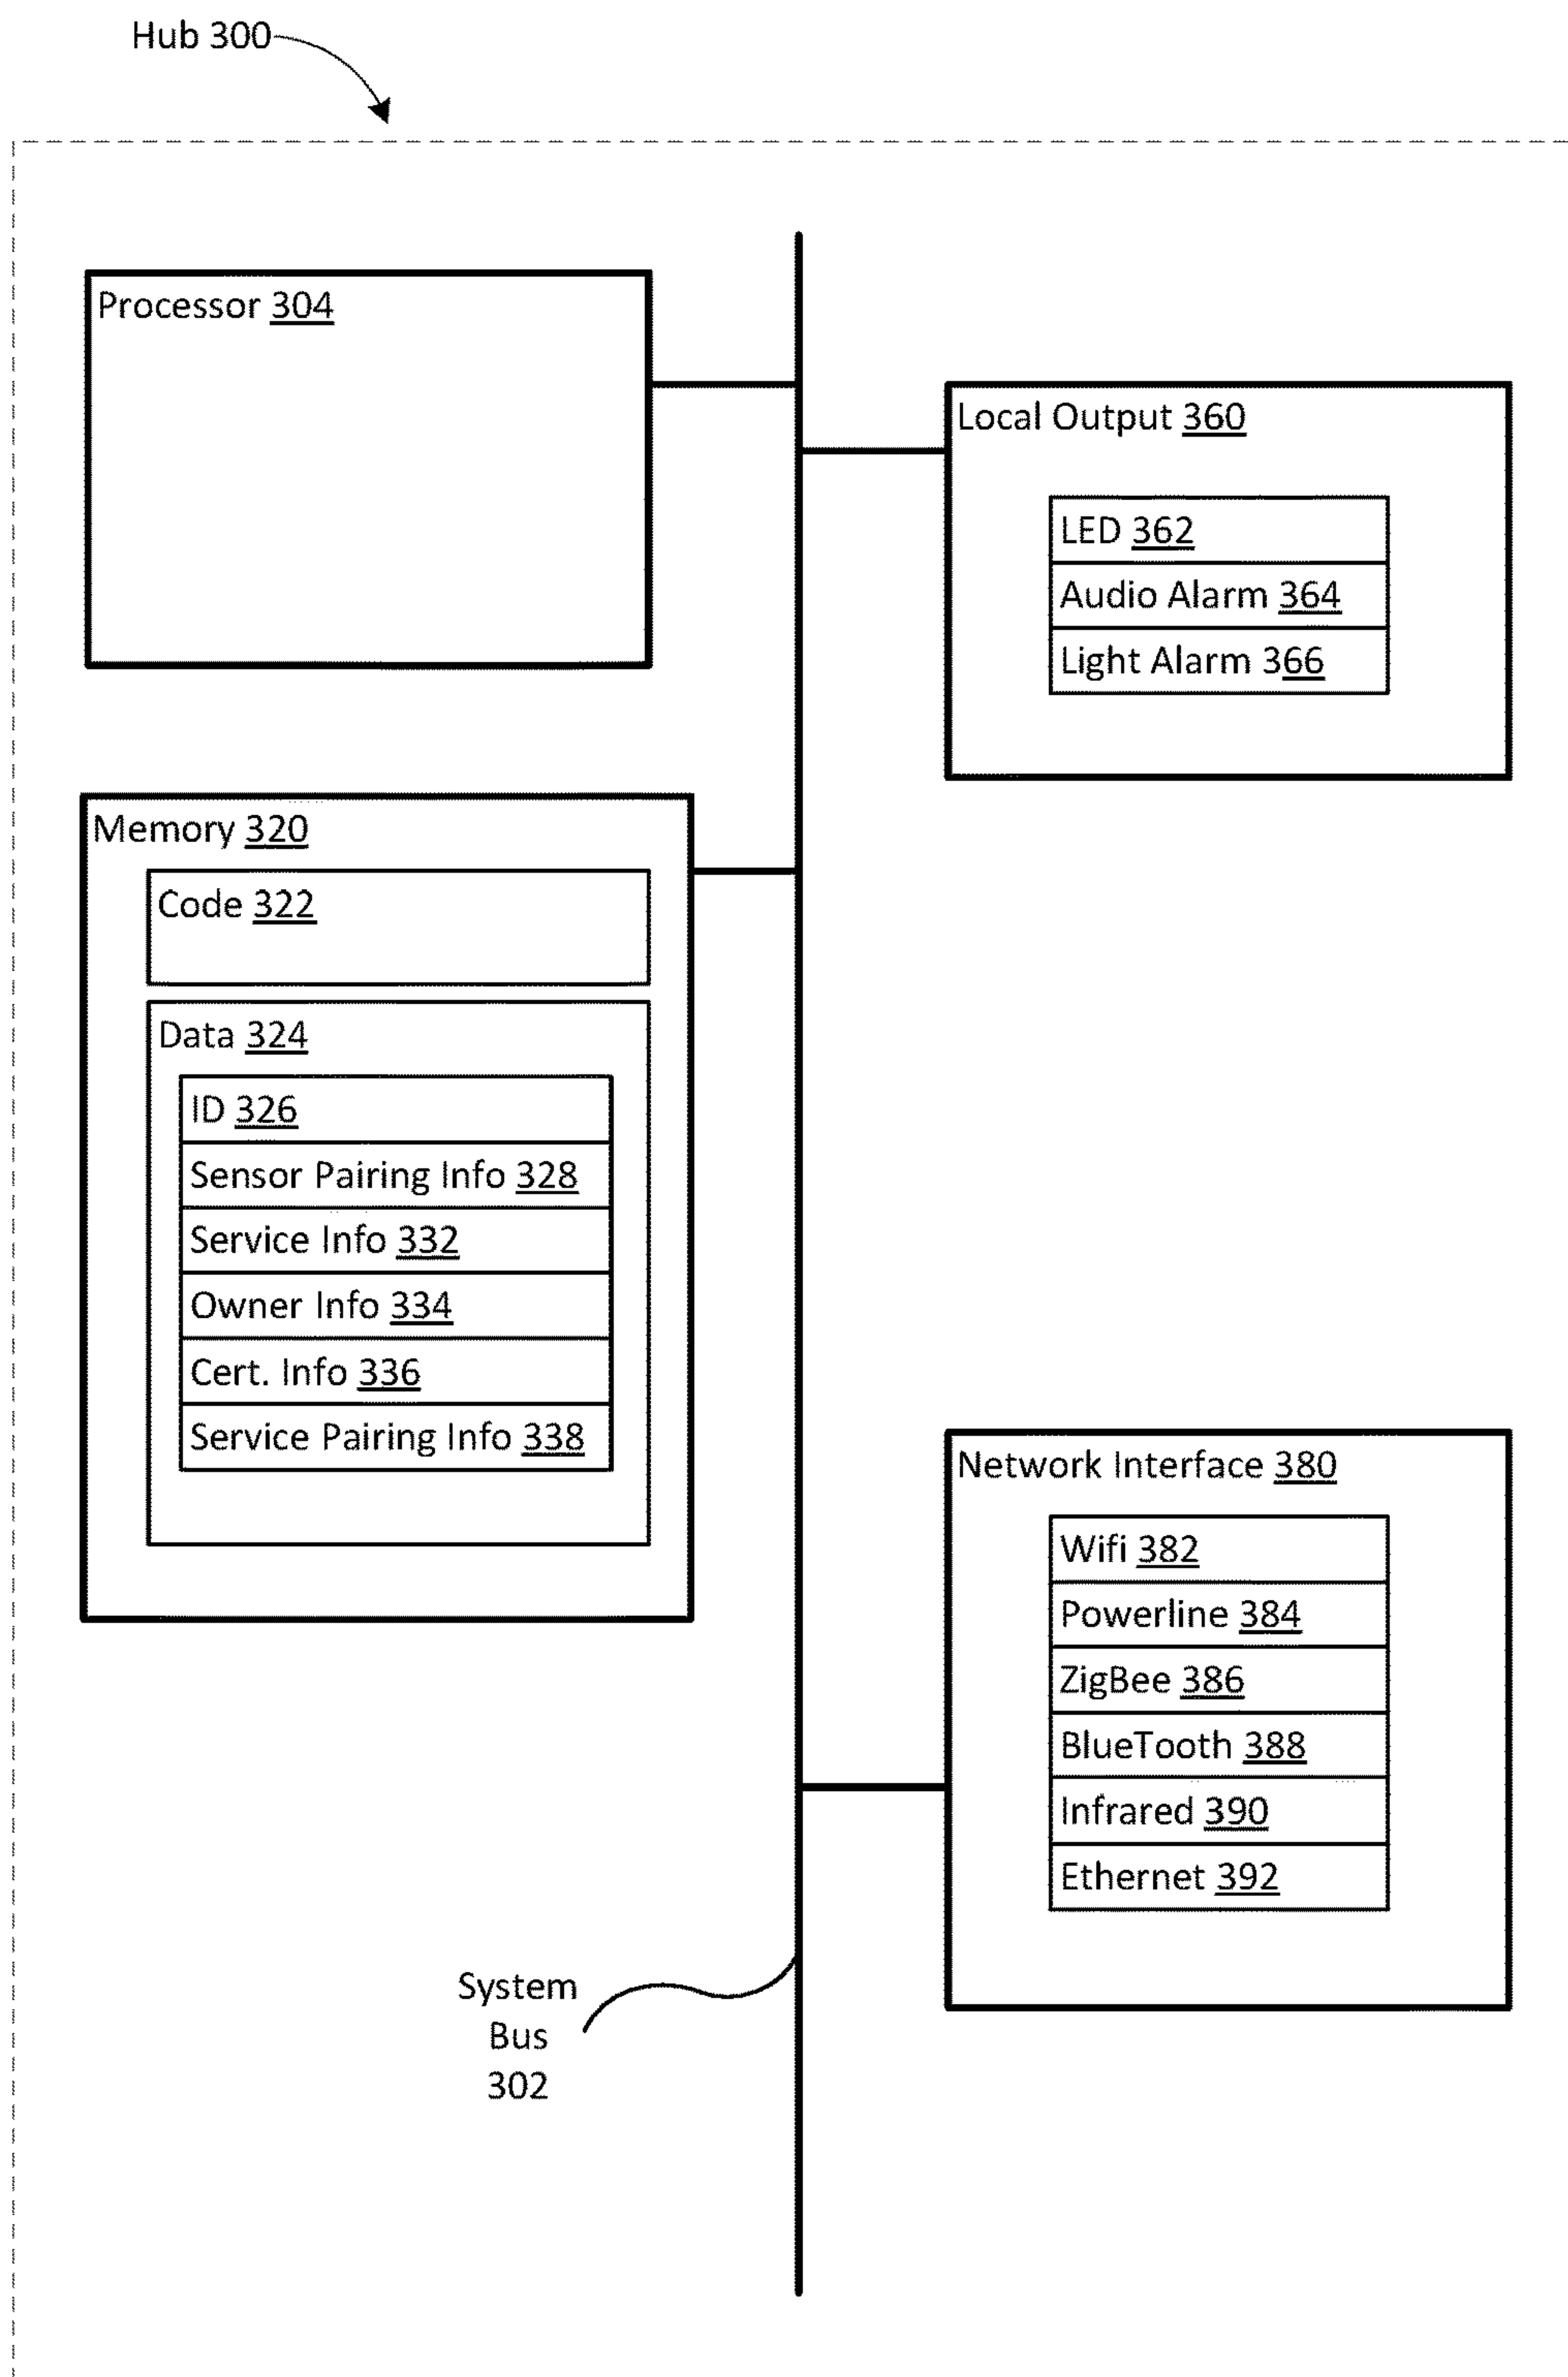 Hub 300
Processor 304
Local Output 360
LED 362
Audio Alarm 364
Light Alarm 366
Memory 320
Code 322
Data 324
ID 326
Sensor Pairing Info 328
Service Info 332
Owner Info 334
Cert. Info 336
Service Pairing Info 338
Network Interface 380
Wifi 382
Powerline 384
ZigBee 386
BlueTooth 388
Infrared 390
Ethernet 392
System
Bus
302